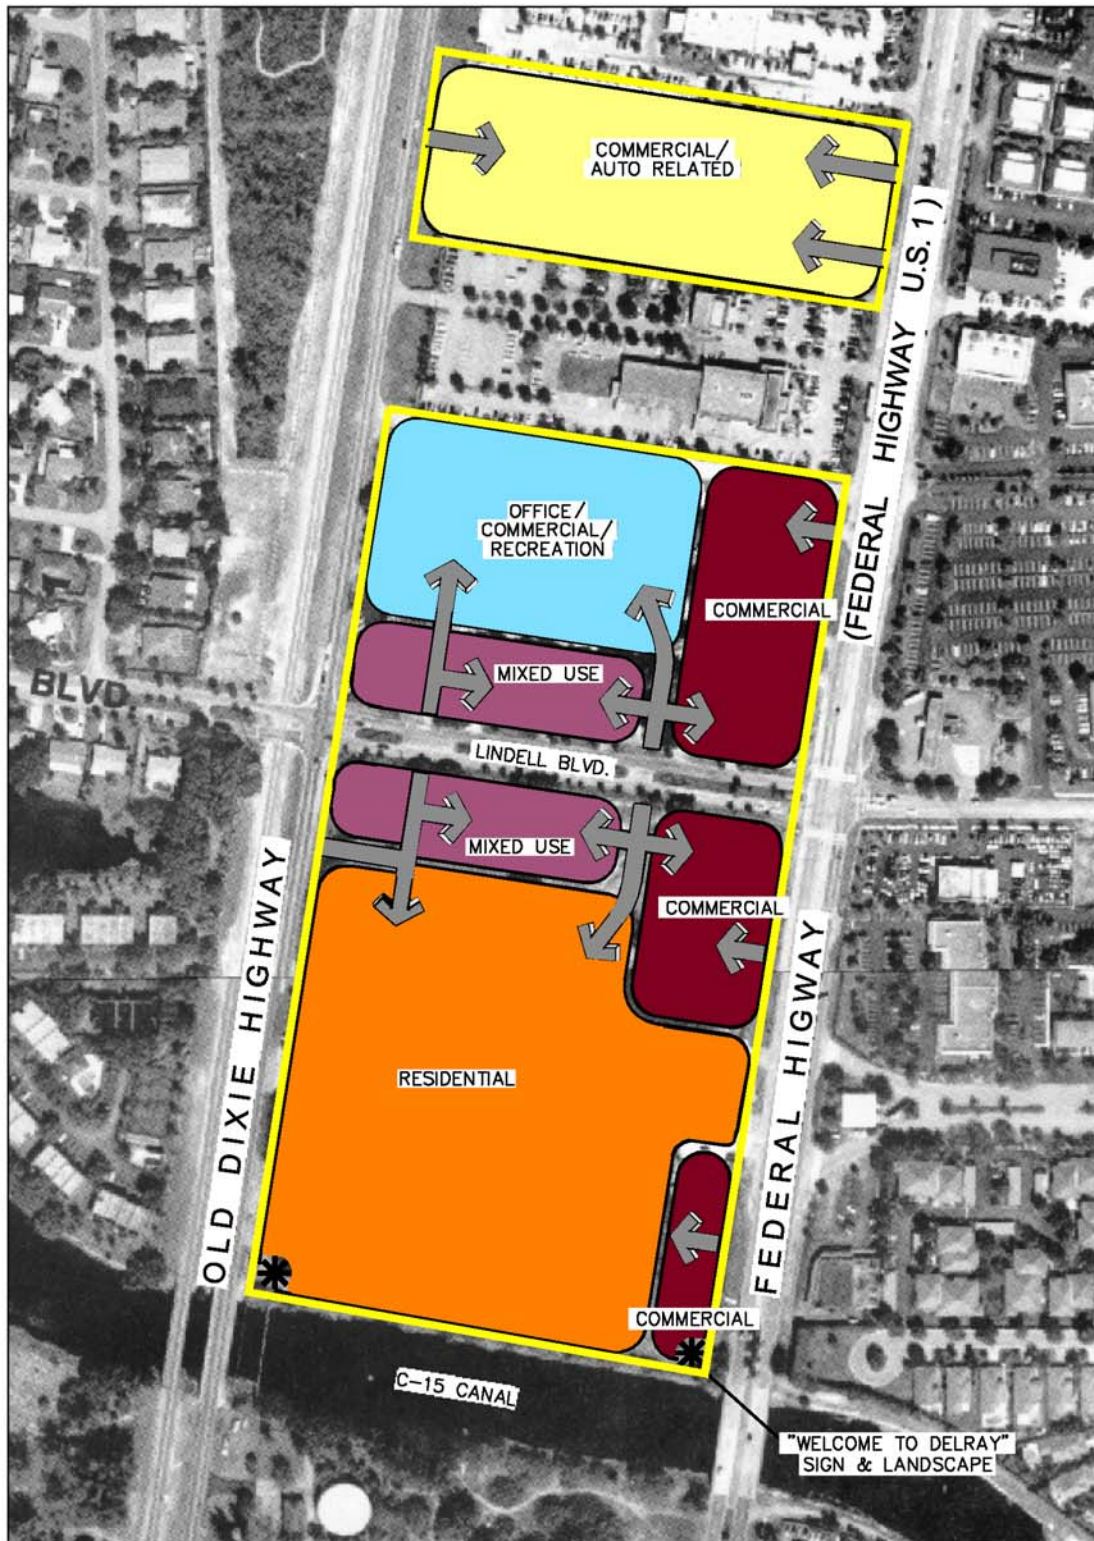 COMMERCIAL/
AUTO RELATED
(FEDERAL HIGHWAY U.S. 1)
OFFICE/
COMMERCIAL/
RECREATION
COMMERCIAL
MIXED USE
BLVD
LINDELL BLVD.
MIXED USE
COMMERCIAL
OLD DIXIE HIGHWAY
FEDERAL HIGWAY
RESIDENTIAL
COMMERCIAL
C-15 CANAL
"WELCOME TO DELRAY"
SIGN & LANDSCAPE